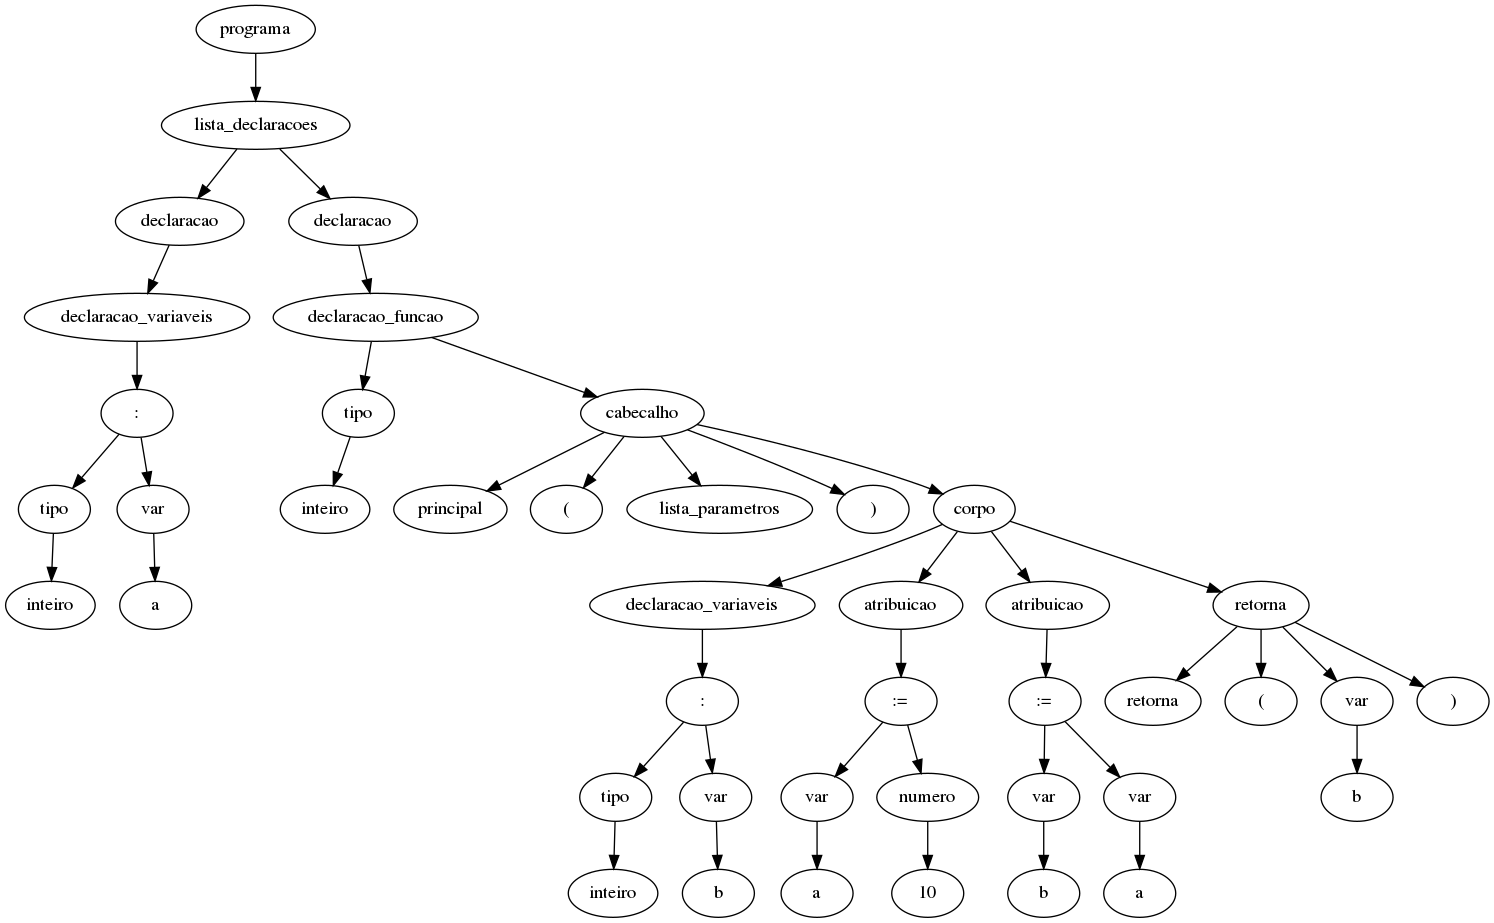 programa
lista_declaracoes
declaracao declaracao
declaracao_variaveis declaracao_funcao
: tipo cabecalho
tipo var inteiro principal ( lista_parametros ) corpo
inteiro a declaracao_variaveis atribuicao atribuicao retorna
: := := retorna ( var )
tipo var var numero var var b
inteiro b a 10 b a